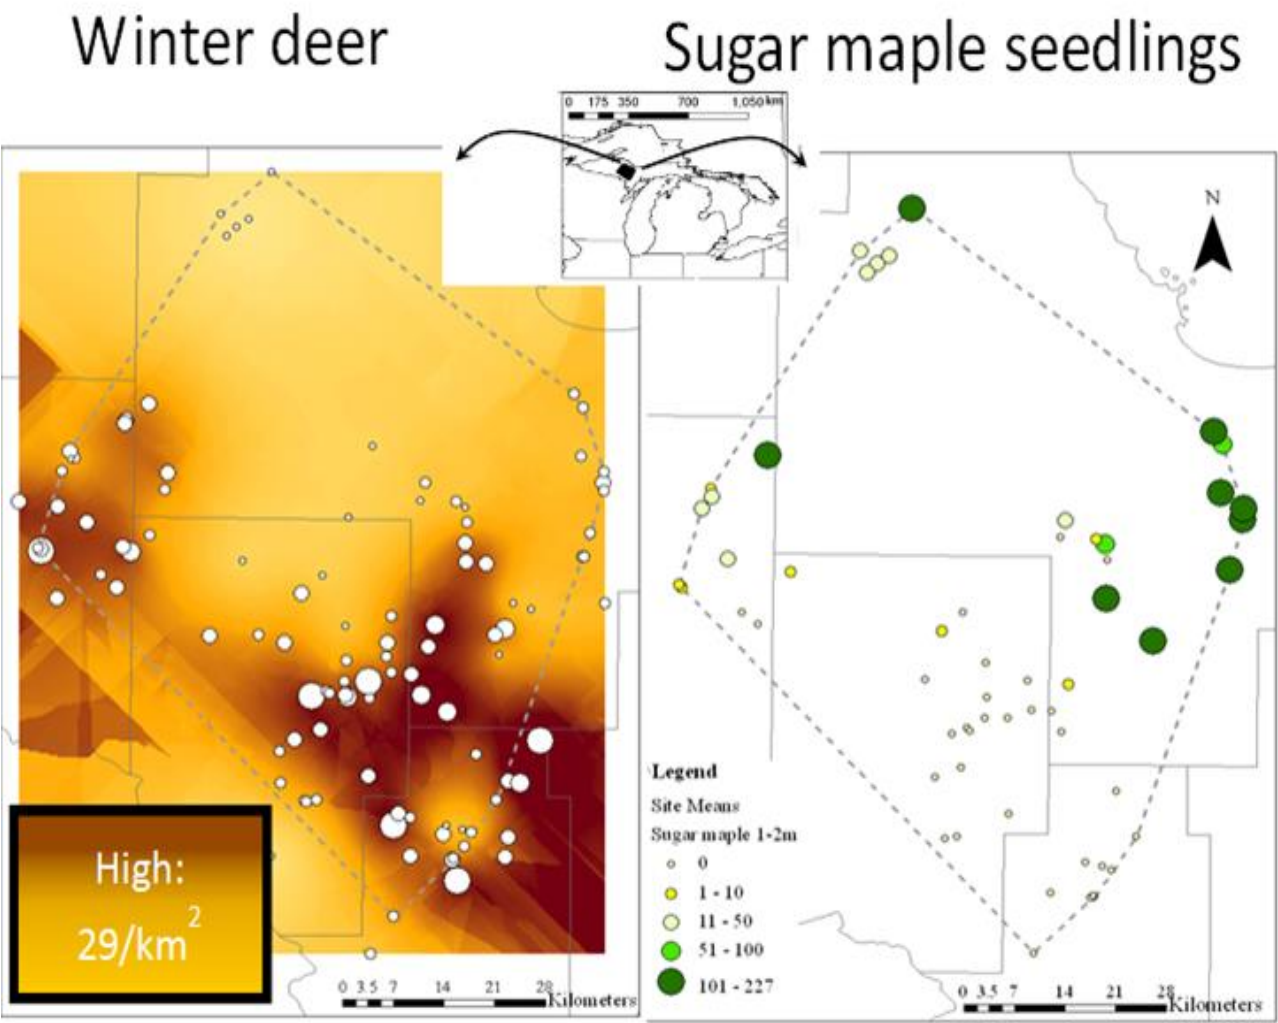 Winter deer
Sugar maple seedlings
0 175 350 700 1,050 km
N
High:
29/km2
0 3.5 7 14 21 28
Kilometers
Legend
Site Means
Sugar maple 1-2m
0
1 - 10
11 - 50
51 - 100
101 - 227
0 3.5 7 14 21 28
Kilometers